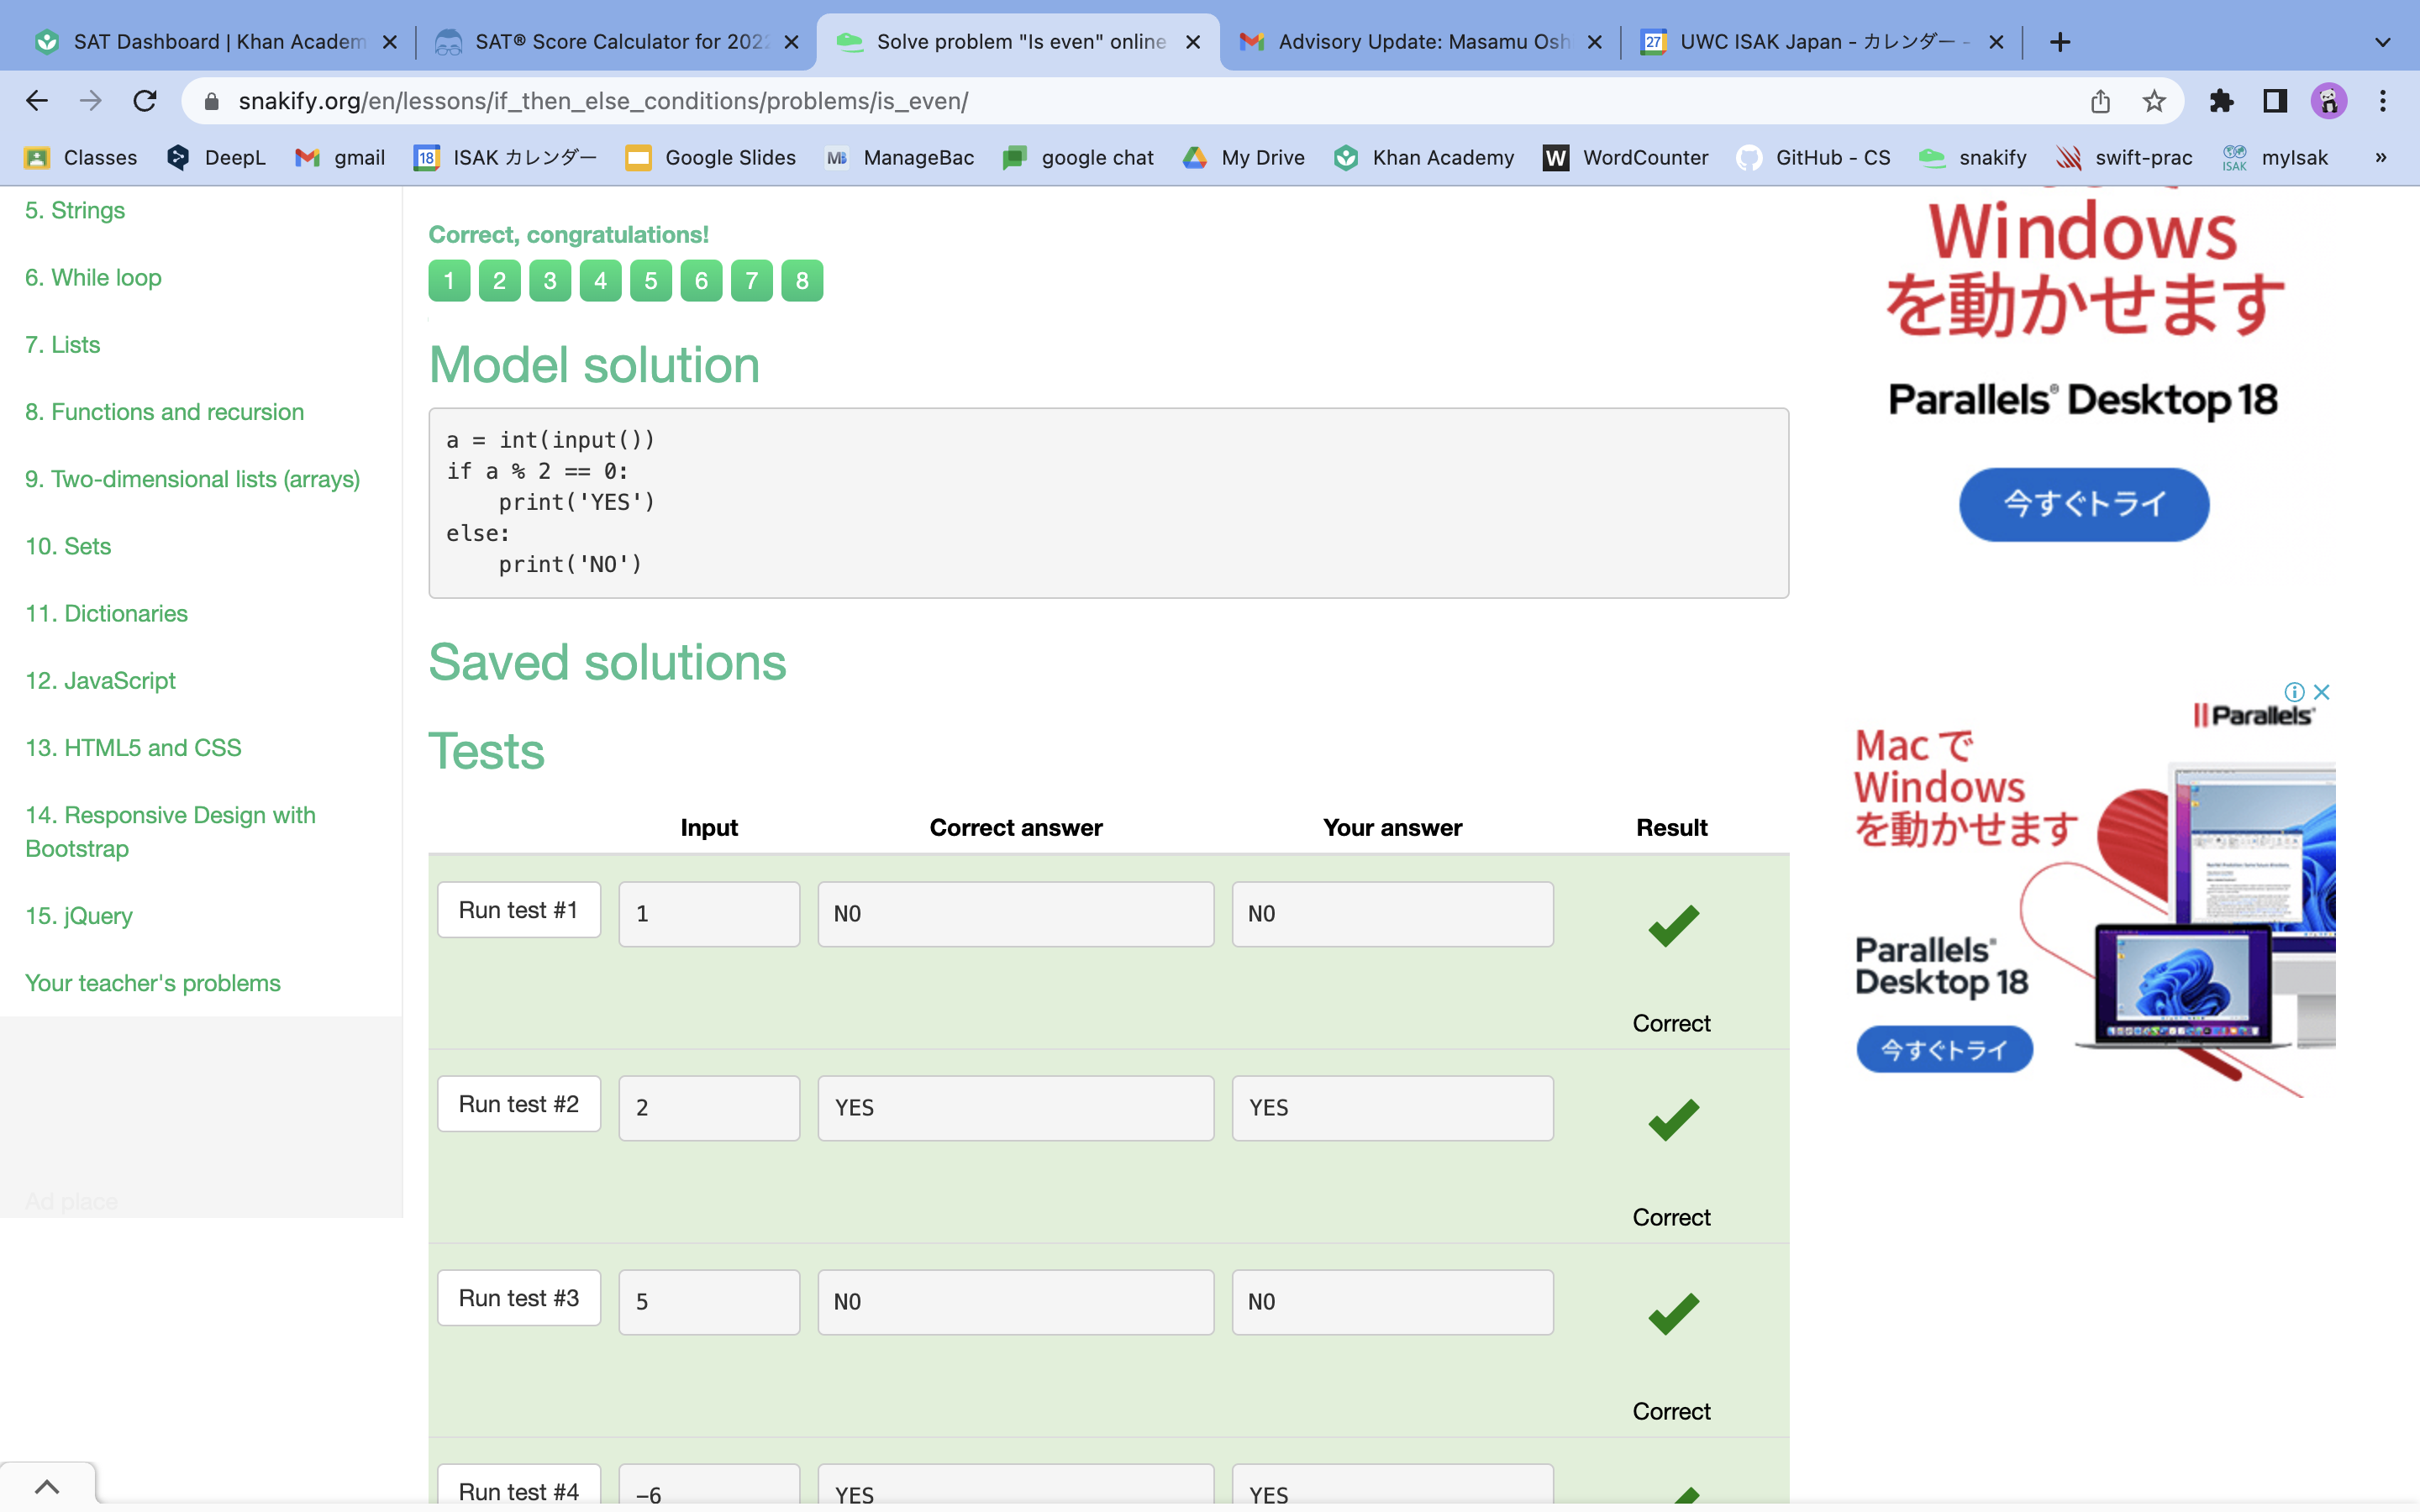 SAT Dashboard | Khan Academ
SAT® Score Calculator for 202
Solve problem "Is even" online
Advisory Update: Masamu Osh
27
UWC ISAK Japan - カレンダー -
snakify.org/en/lessons/if_then_else_conditions/problems/is_even/
Classes
DeepL
gmail
18
ISAK カレンダー
Google Slides
MB
ManageBac
google chat
My Drive
Khan Academy
W
WordCounter
GitHub - CS
snakify
swift-prac
ISAK
myIsak
»
5. Strings
6. While loop
7. Lists
8. Functions and recursion
9. Two-dimensional lists (arrays)
10. Sets
11. Dictionaries
12. JavaScript
13. HTML5 and CSS
14. Responsive Design with
Bootstrap
15. jQuery
Your teacher's problems
Ad place
Correct, congratulations!
1 2 3 4 5 6 7 8
Model solution
a = int(input())
if a % 2 == 0:
    print('YES')
else:
    print('NO')
Saved solutions
Tests
Input Correct answer Your answer Result
Run test #1 1 NO NO
Correct
Run test #2 2 YES YES
Correct
Run test #3 5 NO NO
Correct
Run test #4 −6 YES YES
Windows
を動かせます
Parallels® Desktop 18
今すぐトライ
Parallels®
Mac で
Windows
を動かせます
Parallels®
Desktop 18
今すぐトライ